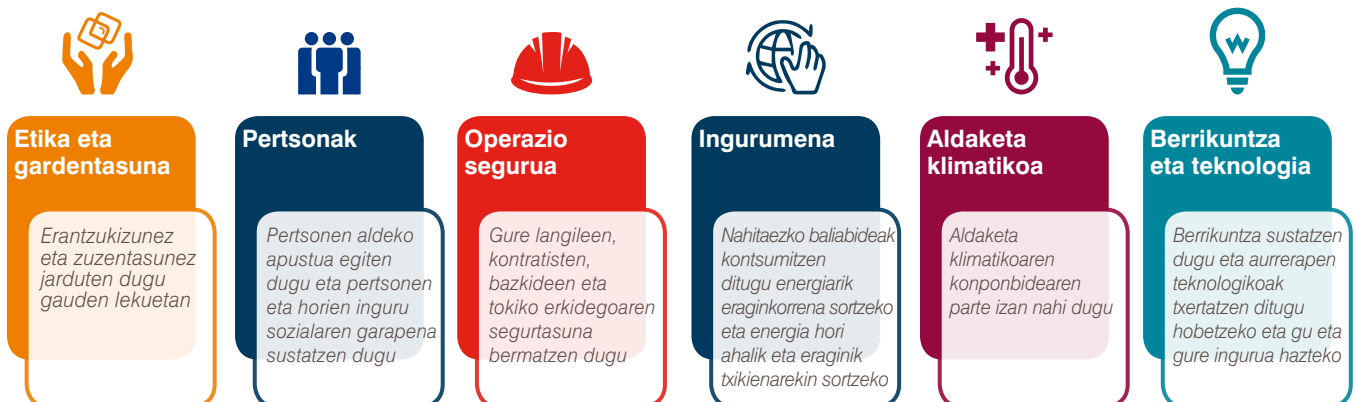 Etika eta
gardentasuna
Erantzukizunez
eta zuzentasunez
jarduten dugu
gauden lekuetan
Pertsonak
Pertsonen aldeko
apustua egiten
dugu eta pertsonen
eta horien inguru
sozialaren garapena
sustatzen dugu
Operazio
segurua
Gure langileen,
kontratisten,
bazkideen eta
tokiko erkidegoaren
segurtasuna
bermatzen dugu
Ingurumena
Nahitaezko baliabideak
kontsumitzen
ditugu energiarik
eraginkorrena sortzeko
eta energia hori
ahalik eta eraginik
txikienarekin sortzeko
Aldaketa
klimatikoa
Aldaketa
klimatikoaren
konponbidearen
parte izan nahi dugu
Berrikuntza
eta teknologia
Berrikuntza sustatzen
dugu eta aurrerapen
teknologikoak
txertatzen ditugu
hobetzeko eta gu eta
gure ingurua hazteko